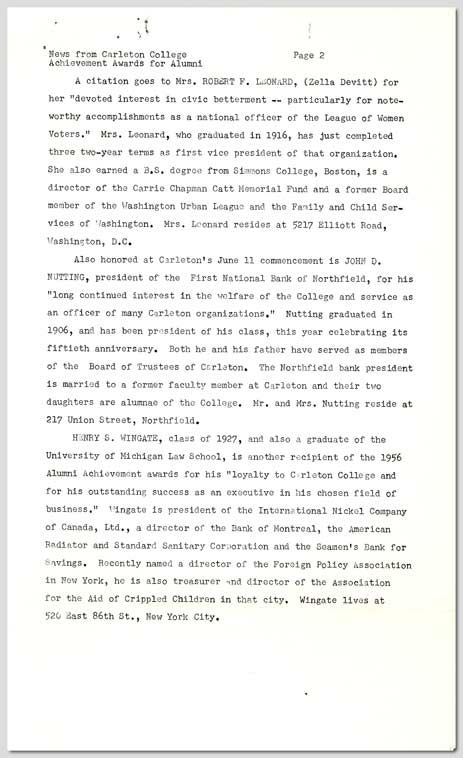 News from Carleton College Page 2
Achievement Awards for Alumni
A citation goes to Mrs. ROBERT F. LEONARD, (Zella Devitt) for
her "devoted interest in civic betterment -- particularly for note-
worthy accomplishments as a national officer of the League of Women
Voters." Mrs. Leonard, who graduated in 1916, has just completed
three two-year terms as first vice president of that organization.
She also earned a B.S. degree from Simmons College, Boston, is a
director of the Carrie Chapman Catt Memorial Fund and a former Board
member of the Washington Urban League and the Family and Child Ser-
vices of Washington. Mrs. Leonard resides at 5217 Elliott Road,
Washington, D.C.
Also honored at Carleton's June 11 commencement is JOHN D.
NUTTING, president of the First National Bank of Northfield, for his
"long continued interest in the welfare of the College and service as
an officer of many Carleton organizations." Nutting graduated in
1906, and has been president of his class, this year celebrating its
fiftieth anniversary. Both he and his father have served as members
of the Board of Trustees of Carleton. The Northfield bank president
is married to a former faculty member at Carleton and their two
daughters are alumnae of the College. Mr. and Mrs. Nutting reside at
217 Union Street, Northfield.
HENRY S. WINGATE, class of 1927, and also a graduate of the
University of Michigan Law School, is another recipient of the 1956
Alumni Achievement awards for his "loyalty to Carleton College and
for his outstanding success as an executive in his chosen field of
business." Wingate is president of the International Nickel Company
of Canada, Ltd., a director of the Bank of Montreal, the American
Radiator and Standard Sanitary Corporation and the Seamen's Bank for
Savings. Recently named a director of the Foreign Policy Association
in New York, he is also treasurer and director of the Association
for the Aid of Crippled Children in that city. Wingate lives at
520 East 86th St., New York City.